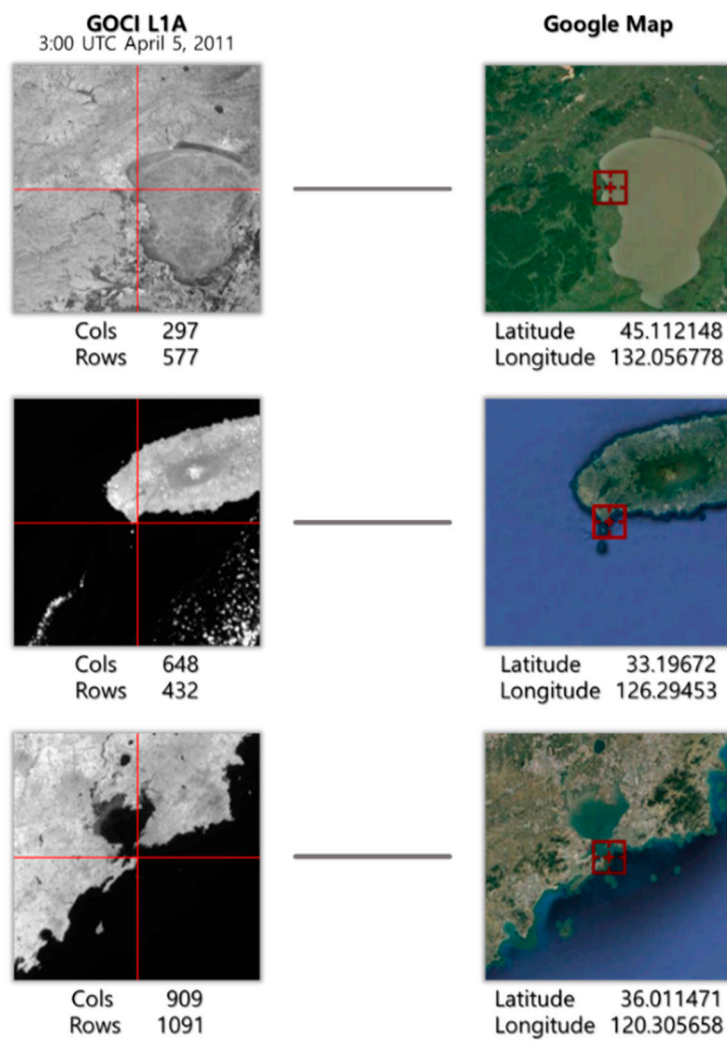 GOCI L1A
3:00 UTC April 5, 2011
Google Map
Cols 297
Rows 577
Latitude 45.112148
Longitude 132.056778
Cols 648
Rows 432
Latitude 33.19672
Longitude 126.29453
Cols 909
Rows 1091
Latitude 36.011471
Longitude 120.305658